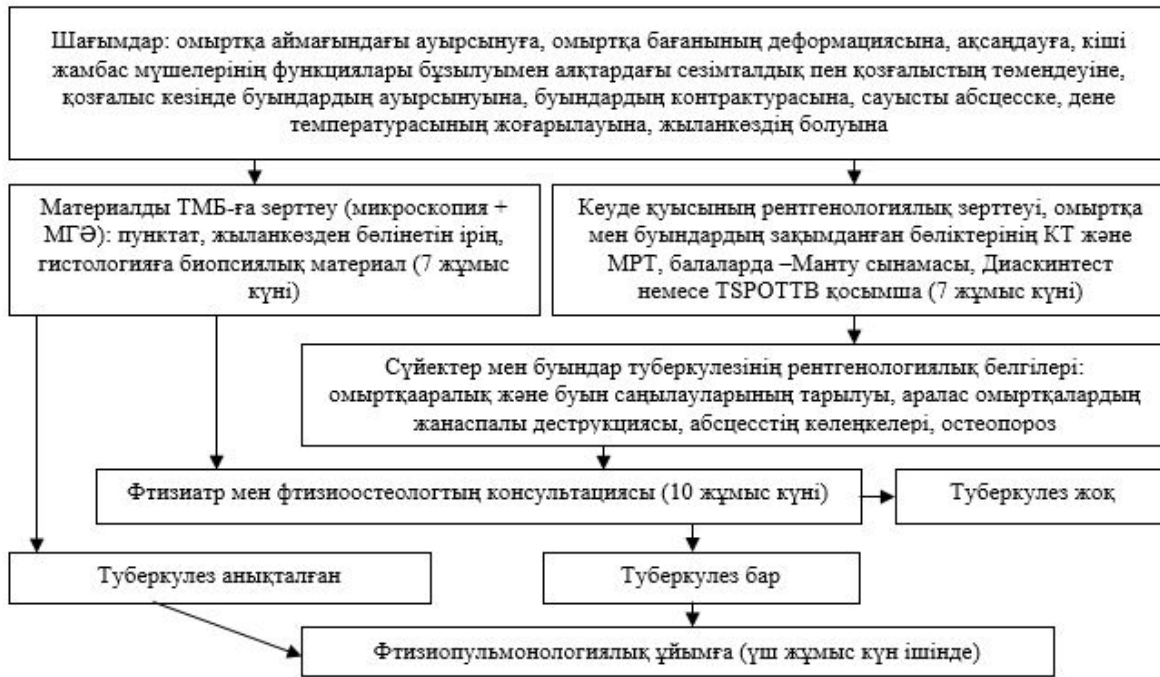 Шағымдар: омыртқа аймағындағы ауырсынуға, омыртқа бағанының деформациясына, ақсаңдауға, кіші
жамбас мүшелерінің функциялары бұзылуымен аяқтардағы сезімталдық пен қозғалыстың төмендеуіне,
қозғалыс кезінде буындардың ауырсынуына, буындардың контрактурасына, сауысты абсцесске, дене
температурасының жоғарылауына, жыланкөздің болуына
Материалды ТМБ-ға зерттеу (микроскопия +
МГӘ): пунктат, жыланкөзден бөлінетін ірің,
гистологияға биопсиялық материал (7 жұмыс
күні)
Кеуде қуысының рентгенологиялық зерттеуі, омыртқа
мен буындардың зақымданған бөліктерінің КТ және
МРТ, балаларда –Манту сынамасы, Диаскинтест
немесе TSPOTTB қосымша (7 жұмыс күні)
Сүйектер мен буындар туберкулезінің рентгенологиялық белгілері:
омыртқааралық және буын саңылауларының тарылуы, аралас омыртқалардың
жанаспалы деструкциясы, абсцесстің көлеңкелері, остеопороз
Фтизиатр мен фтизиоостеологтың консультациясы (10 жұмыс күні)
Туберкулез жоқ
Туберкулез анықталған
Туберкулез бар
Фтизиопульмонологиялық ұйымға (үш жұмыс күн ішінде)